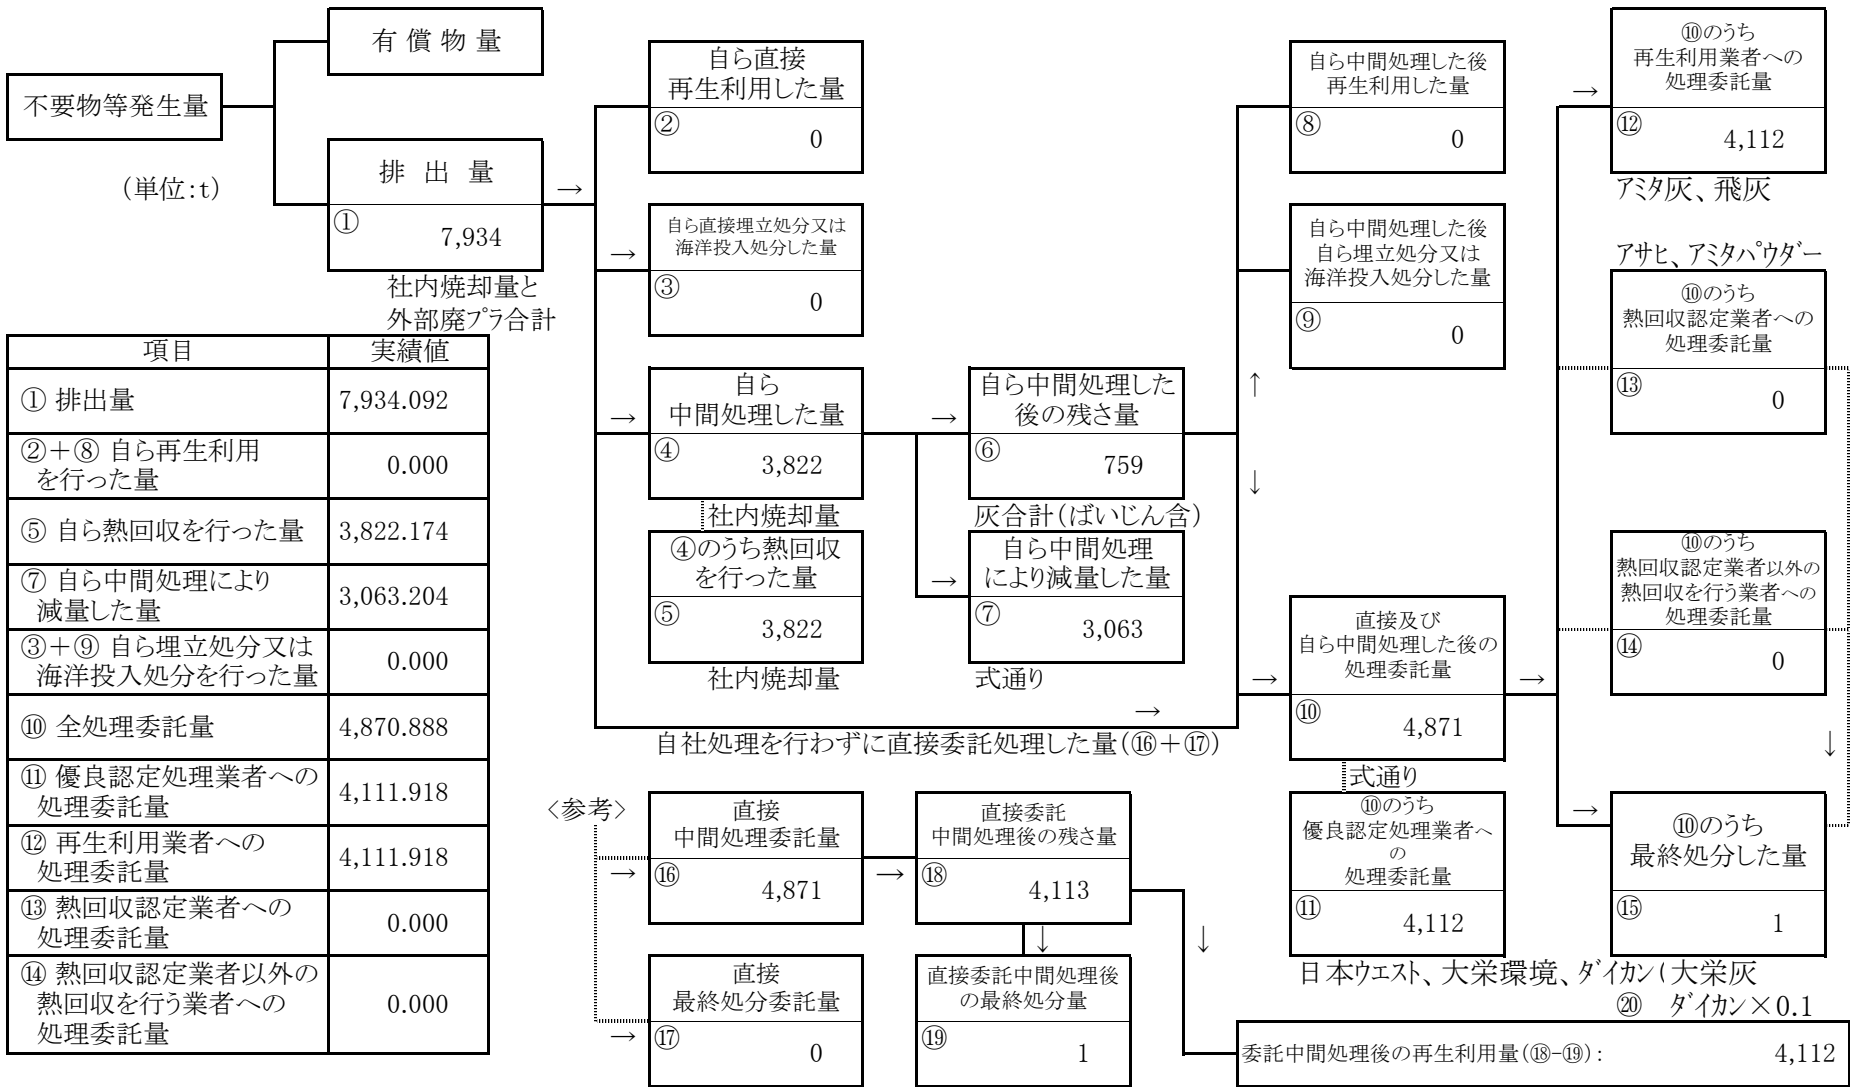 有 償 物 量
不要物等発生量
(単位:t)
排 出 量
→
① 7,934
社内焼却量と
外部廃プラ合計
自ら直接
再生利用した量
② 0
自ら直接埋立処分又は
海洋投入処分した量
→
③ 0
自ら
中間処理した量
→
④ 3,822
社内焼却量
④のうち熱回収
を行った量
⑤ 3,822
社内焼却量
→
自ら中間処理した
後の残さ量
⑥ 759
灰合計(ばいじん含)
→
自ら中間処理
により減量した量
⑦ 3,063
式通り
→
自社処理を行わずに直接委託処理した量(⑯+⑰)
自ら中間処理した後
再生利用した量
⑧ 0
自ら中間処理した後
自ら埋立処分又は
海洋投入処分した量
⑨ 0
↑
↓
→
直接及び
自ら中間処理した後の
処理委託量
⑩ 4,871
式通り
⑩のうち
優良認定処理業者へ
の
処理委託量
⑪ 4,112
日本ウエスト、大栄環境、ダイカン(大栄灰
→
→
⑩のうち
再生利用業者への
処理委託量
⑫ 4,112
アミタ灰、飛灰
アサヒ、アミタパウダー
⑩のうち
熱回収認定業者への
処理委託量
⑬ 0
⑩のうち
熱回収認定業者以外の
熱回収を行う業者への
処理委託量
⑭ 0
↓
→
⑩のうち
最終処分した量
⑮ 1
⑳ ダイカン×0.1
項目 実績値
① 排出量 7,934.092
②+⑧ 自ら再生利用
を行った量 0.000
⑤ 自ら熱回収を行った量 3,822.174
⑦ 自ら中間処理により
減量した量 3,063.204
③+⑨ 自ら埋立処分又は
海洋投入処分を行った量 0.000
⑩ 全処理委託量 4,870.888
⑪ 優良認定処理業者への
処理委託量 4,111.918
⑫ 再生利用業者への
処理委託量 4,111.918
⑬ 熱回収認定業者への
処理委託量 0.000
⑭ 熱回収認定業者以外の
熱回収を行う業者への
処理委託量 0.000
<参考>
→
直接
中間処理委託量
⑯ 4,871
→
直接
最終処分委託量
⑰ 0
→
直接委託
中間処理後の残さ量
⑱ 4,113
↓
直接委託中間処理後
の最終処分量
⑲ 1
↓
委託中間処理後の再生利用量(⑱-⑲): 4,112